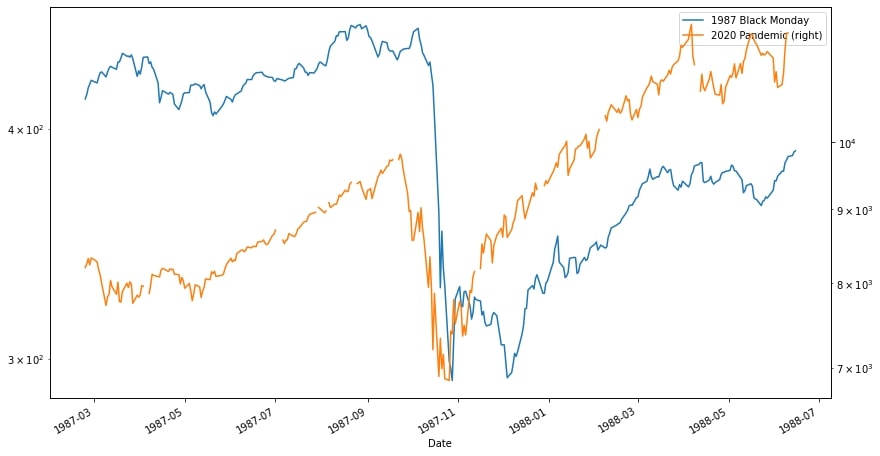 1987 Black Monday
2020 Pandemic (right)
4 × 10²
3 × 10²
10⁴
9 × 10³
8 × 10³
7 × 10³
1987-03
1987-05
1987-07
1987-09
1987-11
1988-01
1988-03
1988-05
1988-07
Date